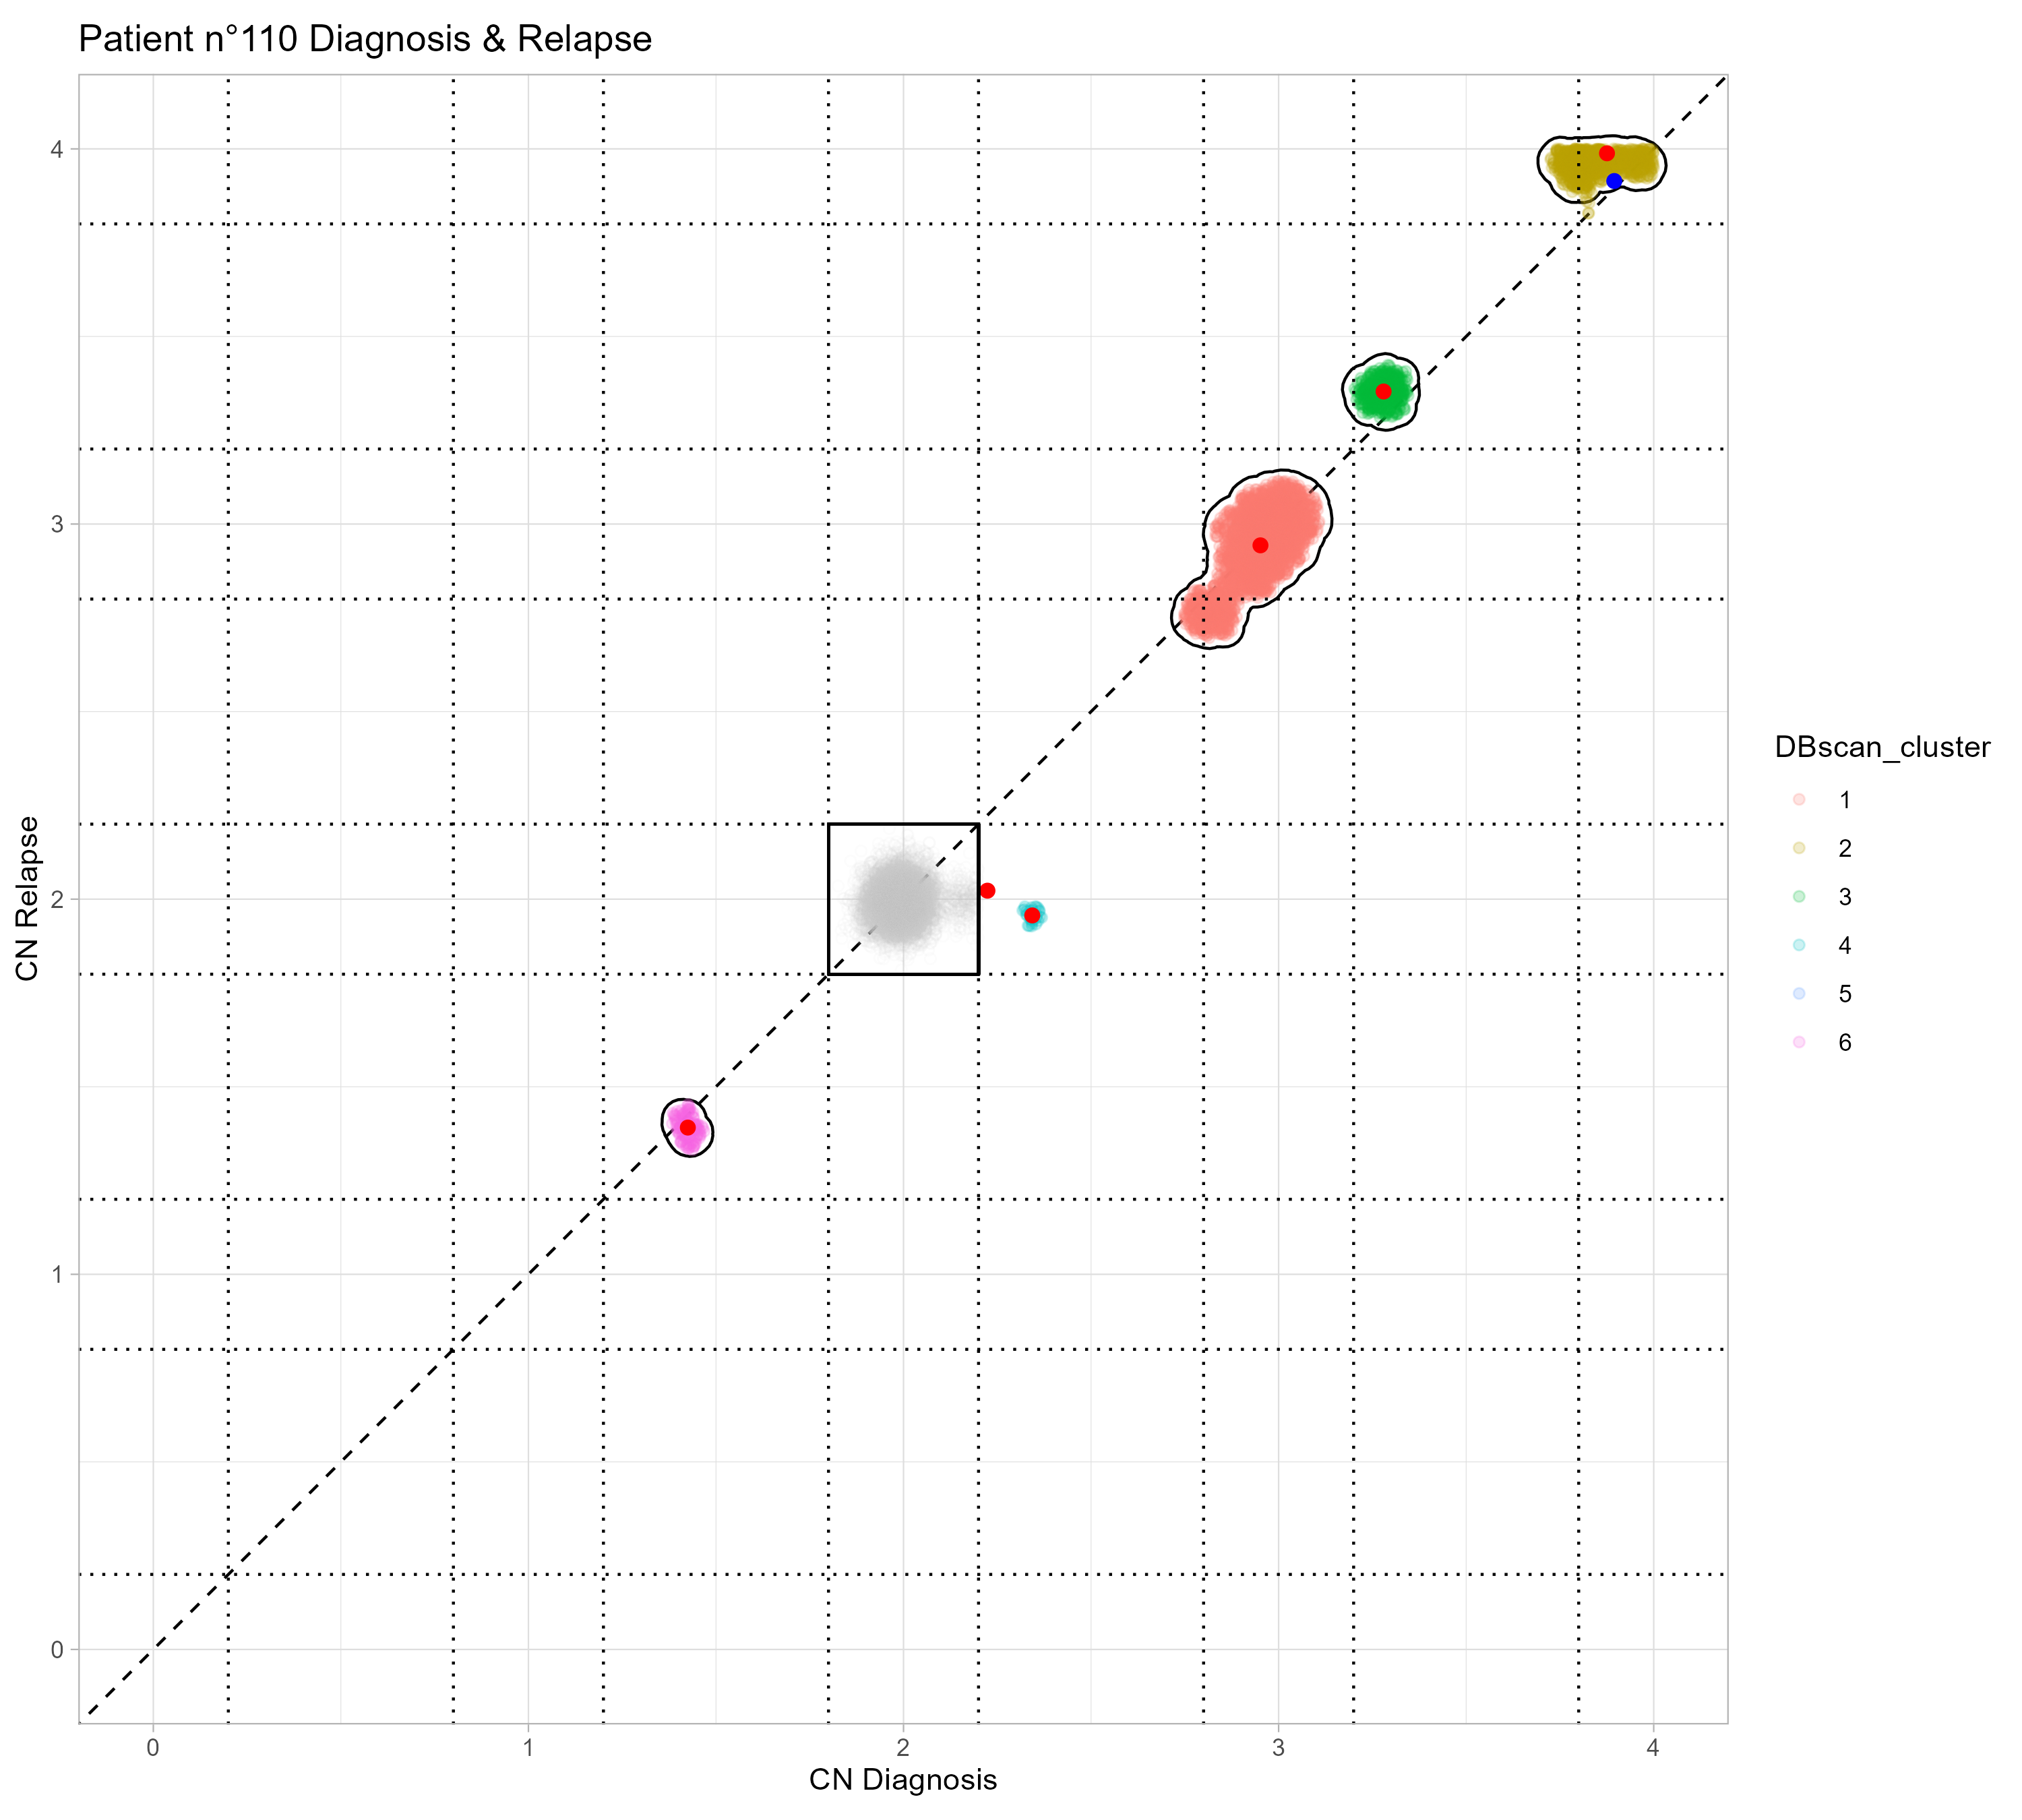 Patient n°110 Diagnosis & Relapse
4
3
2
1
0
CN Relapse
0 1 2 3 4
CN Diagnosis
DBscan_cluster
1
2
3
4
5
6